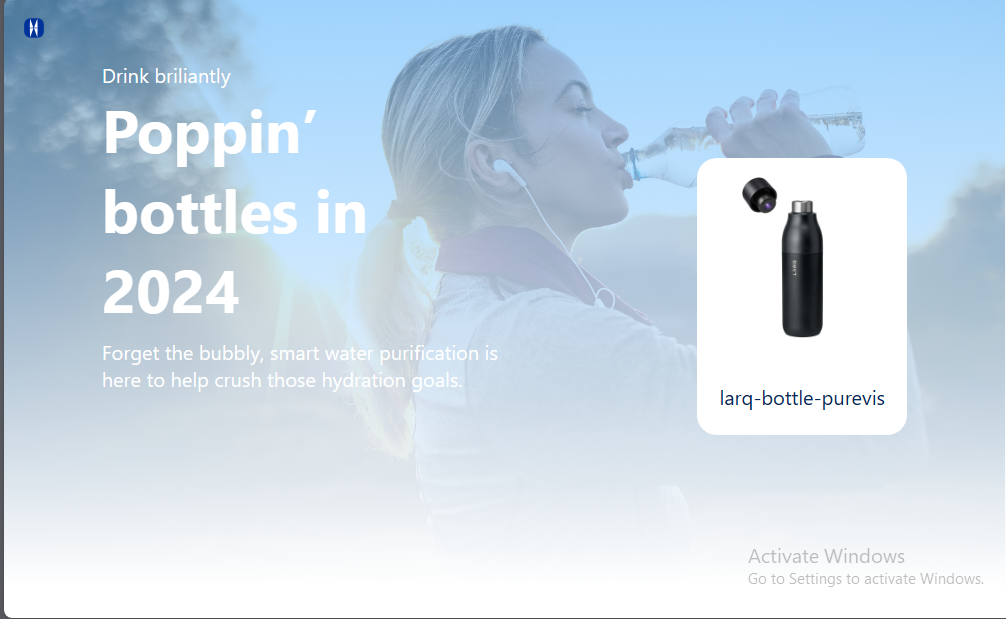 Drink briliantly
Poppin’
bottles in
2024
Forget the bubbly, smart water purification is
here to help crush those hydration goals.
LARQ
larq-bottle-purevis
Activate Windows
Go to Settings to activate Windows.